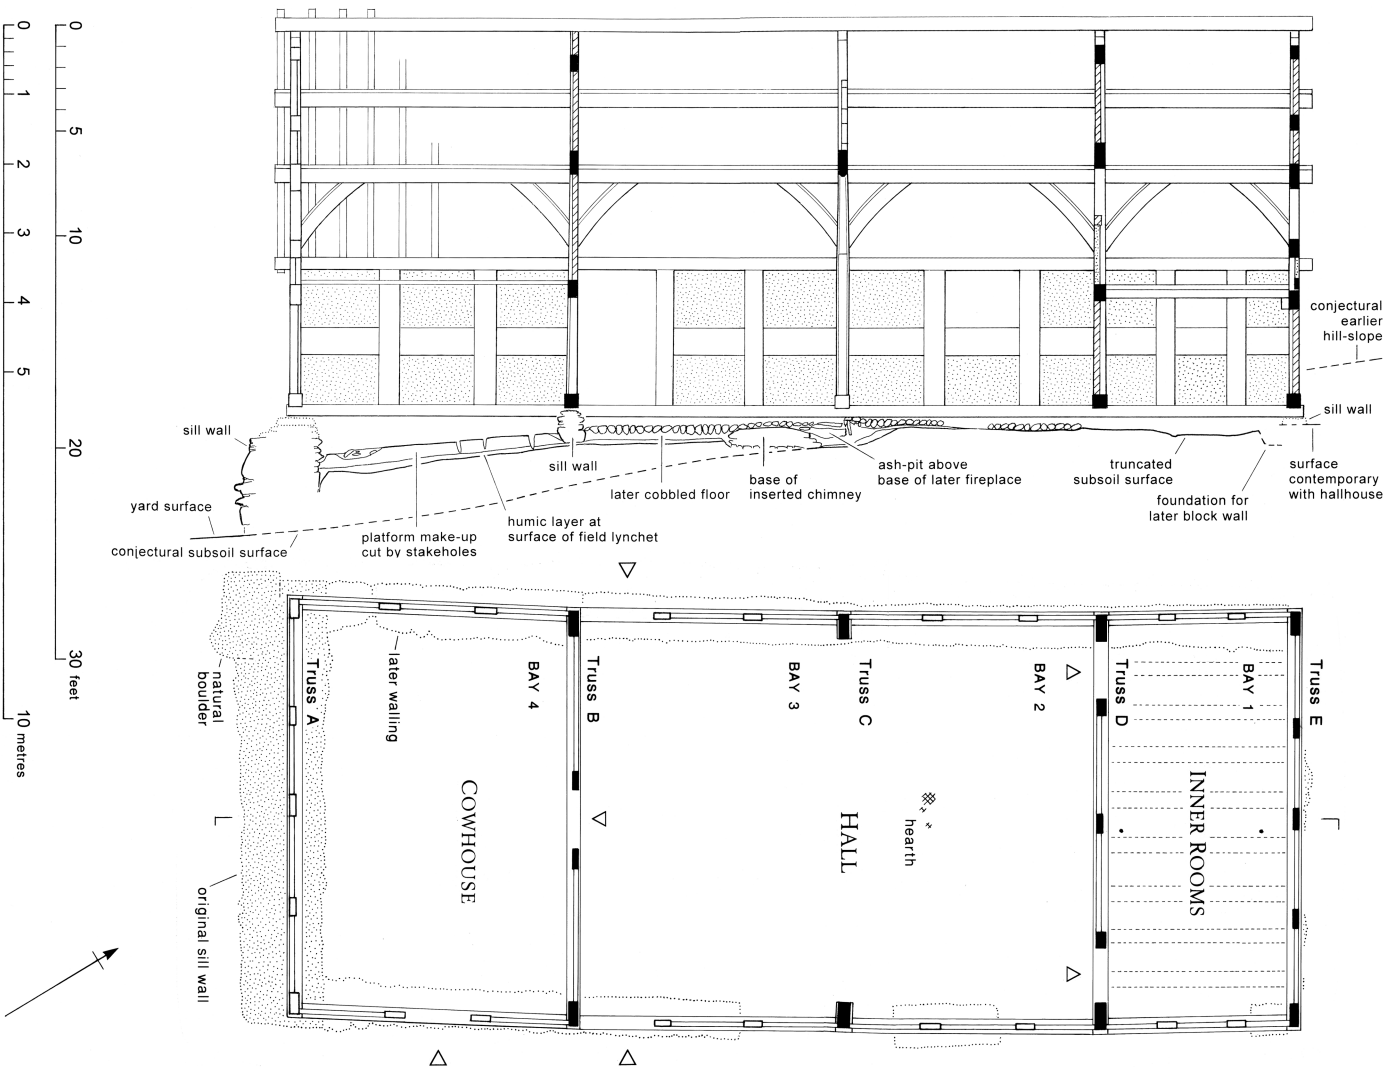 0
1
2
3
4
5
10 metres
0
5
10
20
30 feet
conjectural
earlier
hill-slope
sill wall
surface
contemporary
with hallhouse
sill wall
yard surface
conjectural subsoil surface
platform make-up
cut by stakeholes
humic layer at
surface of field lynchet
sill wall
later cobbled floor
base of
inserted chimney
ash-pit above
base of later fireplace
truncated
subsoil surface
foundation for
later block wall
natural
boulder
original sill wall
Truss A
later walling
BAY 4
COWHOUSE
Truss B
BAY 3
Truss C
HALL
hearth
BAY 2
Truss D
BAY 1
INNER ROOMS
Truss E